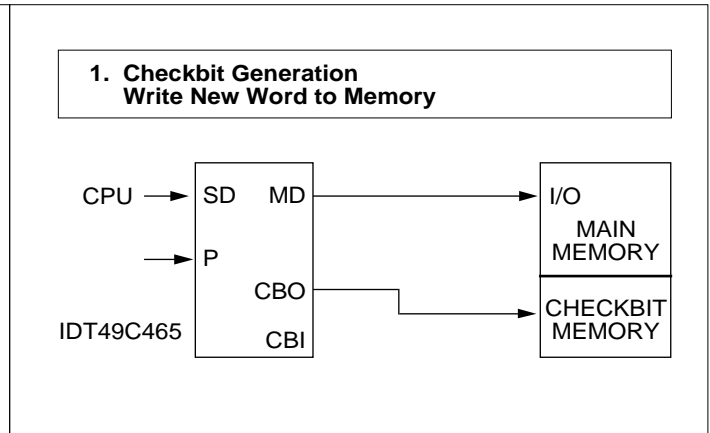 1. Checkbit Generation
Write New Word to Memory
CPU
SD
MD
I/O
MAIN
MEMORY
P
CBO
CHECKBIT
MEMORY
IDT49C465
CBI